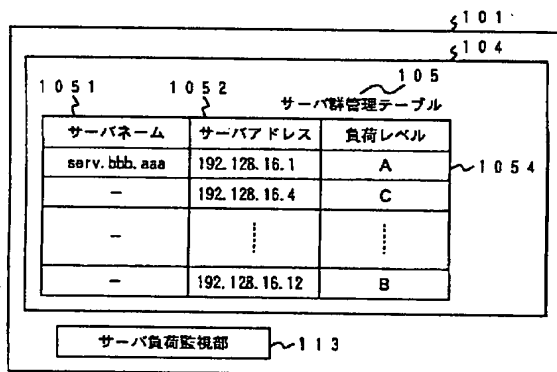 101
104
105
1051 1052
サーバ群管理テーブル
サーバネーム サーバアドレス 負荷レベル
serv.bbb.aaa 192.128.16.1 A
1054
− 192.128.16.4 C
−
− 192.128.16.12 B
サーバ負荷監視部
113